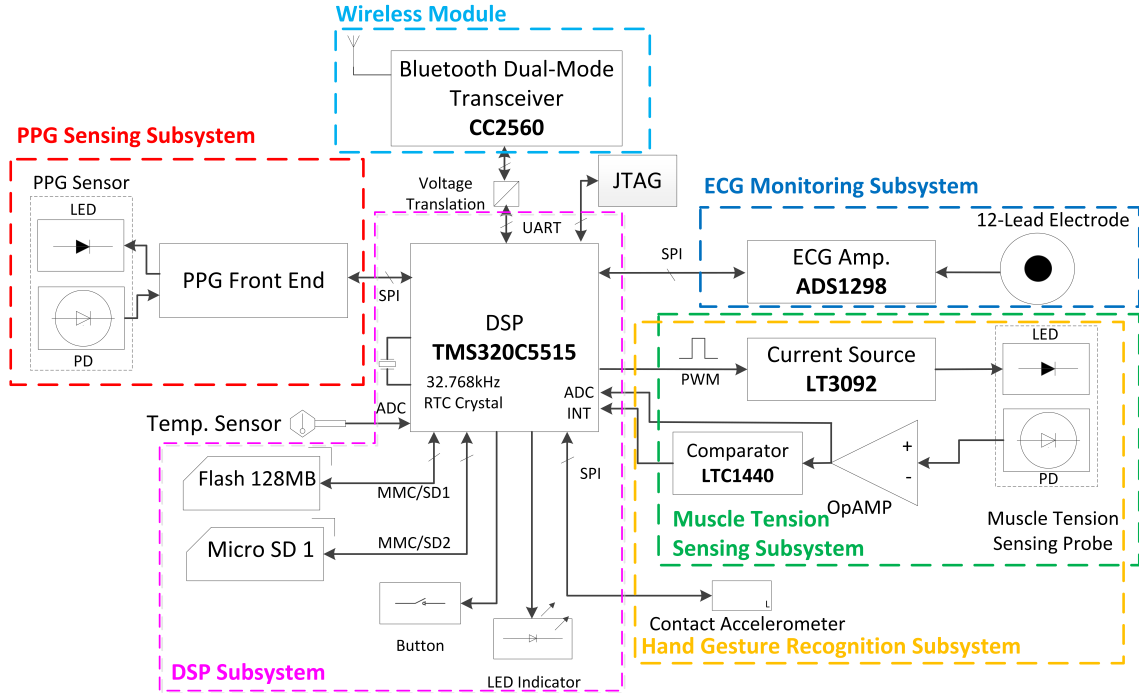 Wireless Module
Bluetooth Dual-Mode
Transceiver
CC2560
PPG Sensing Subsystem
PPG Sensor
LED
PD
PPG Front End
SPI
Voltage
Translation
UART
JTAG
ECG Monitoring Subsystem
12-Lead Electrode
SPI
ECG Amp.
ADS1298
DSP
TMS320C5515
32.768kHz
RTC Crystal
ADC
INT
PWM
Current Source
LT3092
LED
PD
Comparator
LTC1440
+
-
OpAMP
Muscle Tension
Sensing Probe
Muscle Tension
Sensing Subsystem
Temp. Sensor
ADC
Flash 128MB
MMC/SD1
Micro SD 1
MMC/SD2
SPI
Button
LED Indicator
L
Contact Accelerometer
Hand Gesture Recognition Subsystem
DSP Subsystem